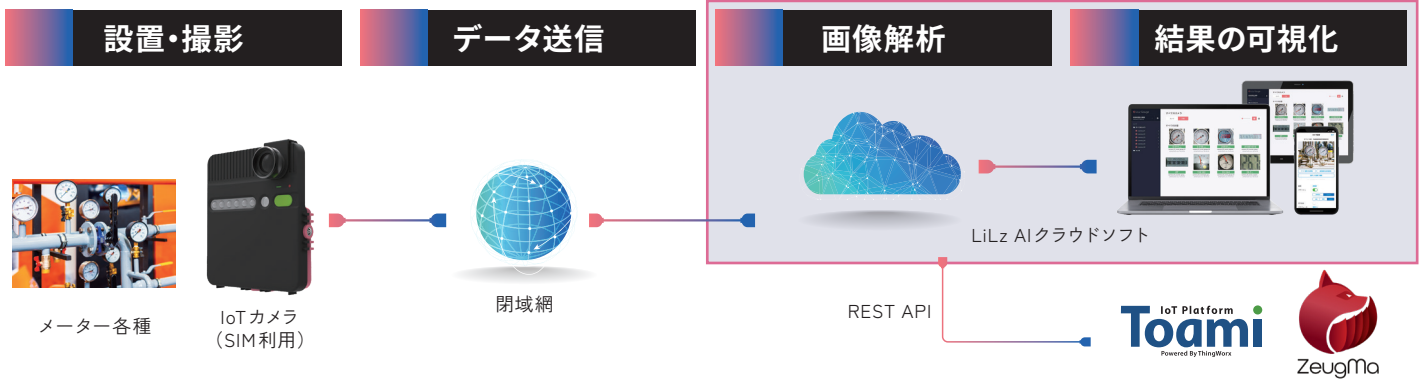 設置・撮影
データ送信
画像解析
結果の可視化
メーター各種
IoTカメラ
(SIM利用)
閉域網
LiLz AIクラウドソフト
REST API
IoT Platform
Toami
Powered By ThingWorx
ZeugMa